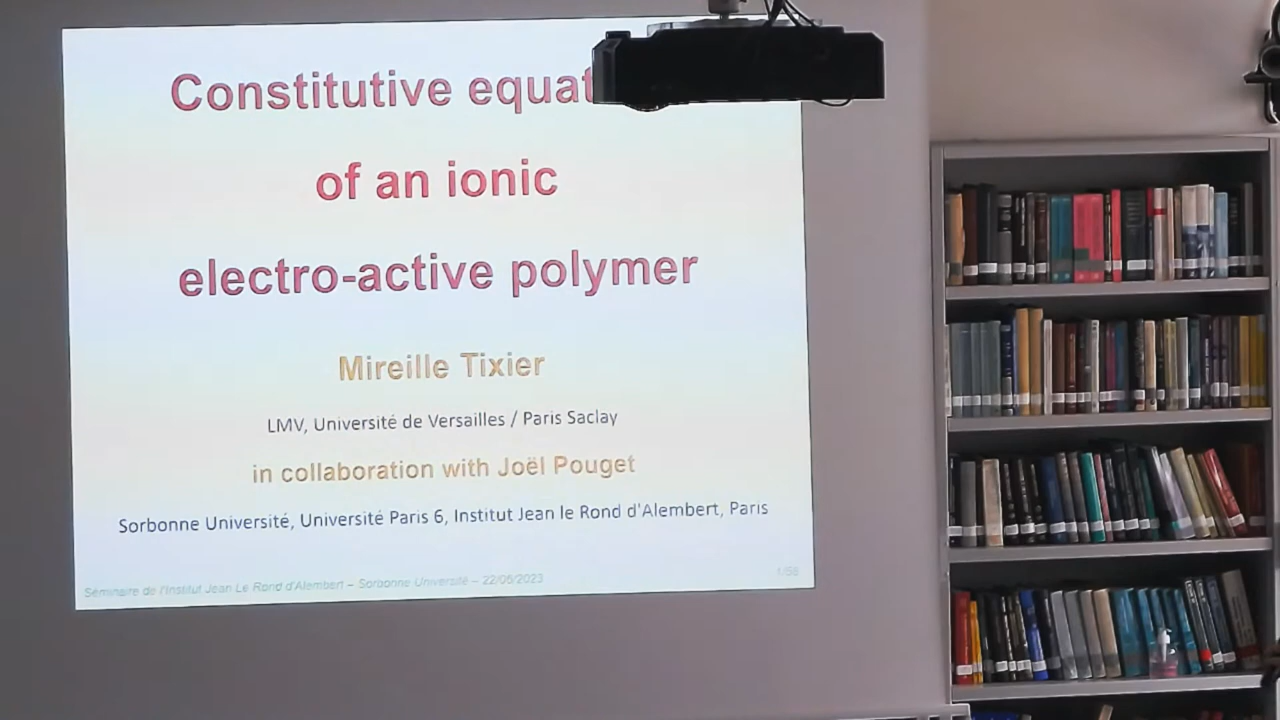 Constitutive equat
of an ionic
electro-active polymer
Mireille Tixier
LMV, Université de Versailles / Paris Saclay
in collaboration with Joël Pouget
Sorbonne Université, Université Paris 6, Institut Jean le Rond d'Alembert, Paris
Séminaire de l'Institut Jean Le Rond d'Alembert – Sorbonne Université – 22/06/2023